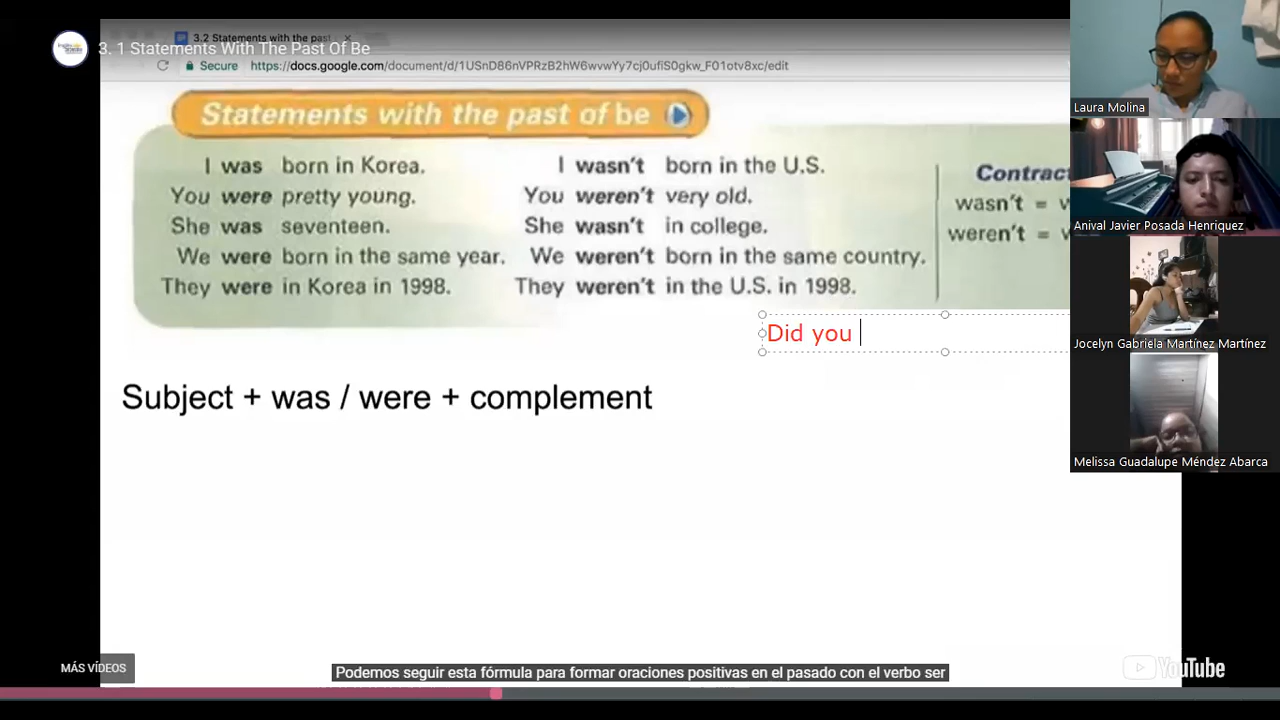 3.2 Statements with the past
3. 1 Statements With The Past Of Be
Secure https://docs.google.com/document/d/1USnD86nVPRzB2hW6wvwYy7cj0ufiS0gkw_F01otv8xc/edit
Statements with the past of be
I was born in Korea. I wasn't born in the U.S.
You were pretty young. You weren't very old.
She was seventeen. She wasn't in college.
We were born in the same year. We weren't born in the same country.
They were in Korea in 1998. They weren't in the U.S. in 1998.
Contract
wasn't =
weren't =
Did you
Subject + was / were + complement
MÁS VÍDEOS
Podemos seguir esta fórmula para formar oraciones positivas en el pasado con el verbo ser
YouTube
Laura Molina
Anival Javier Posada Henriquez
Jocelyn Gabriela Martínez Martínez
Melissa Guadalupe Méndez Abarca